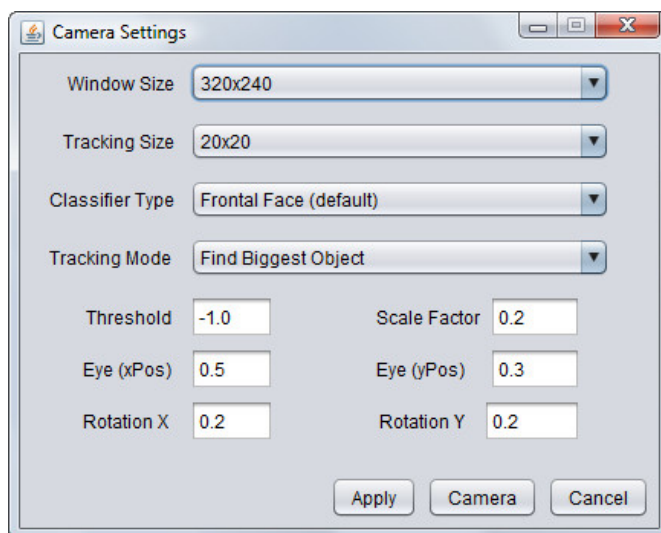 Camera Settings
Window Size 320x240
Tracking Size 20x20
Classifier Type Frontal Face (default)
Tracking Mode Find Biggest Object
Threshold -1.0 Scale Factor 0.2
Eye (xPos) 0.5 Eye (yPos) 0.3
Rotation X 0.2 Rotation Y 0.2
Apply Camera Cancel